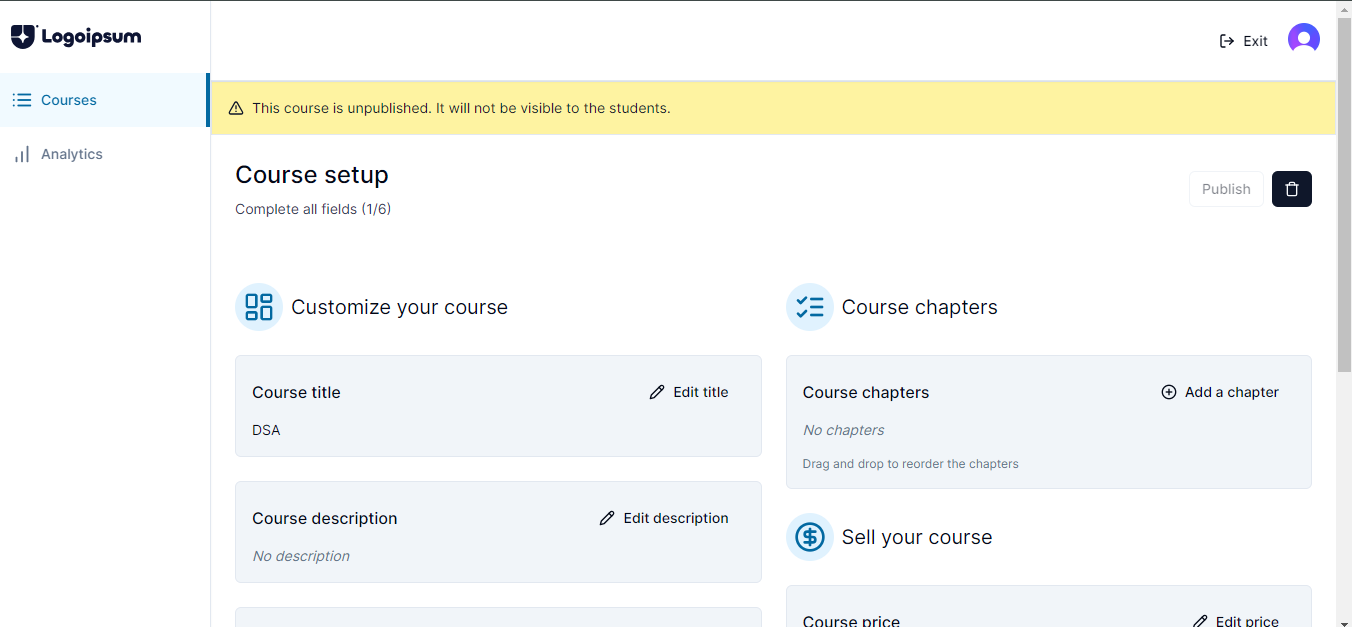 Logoipsum
Exit
Courses
Analytics
This course is unpublished. It will not be visible to the students.
Course setup
Complete all fields (1/6)
Publish
Customize your course
Course title
Edit title
DSA
Course description
Edit description
No description
Course chapters
Course chapters
Add a chapter
No chapters
Drag and drop to reorder the chapters
Sell your course
Course price
Edit price